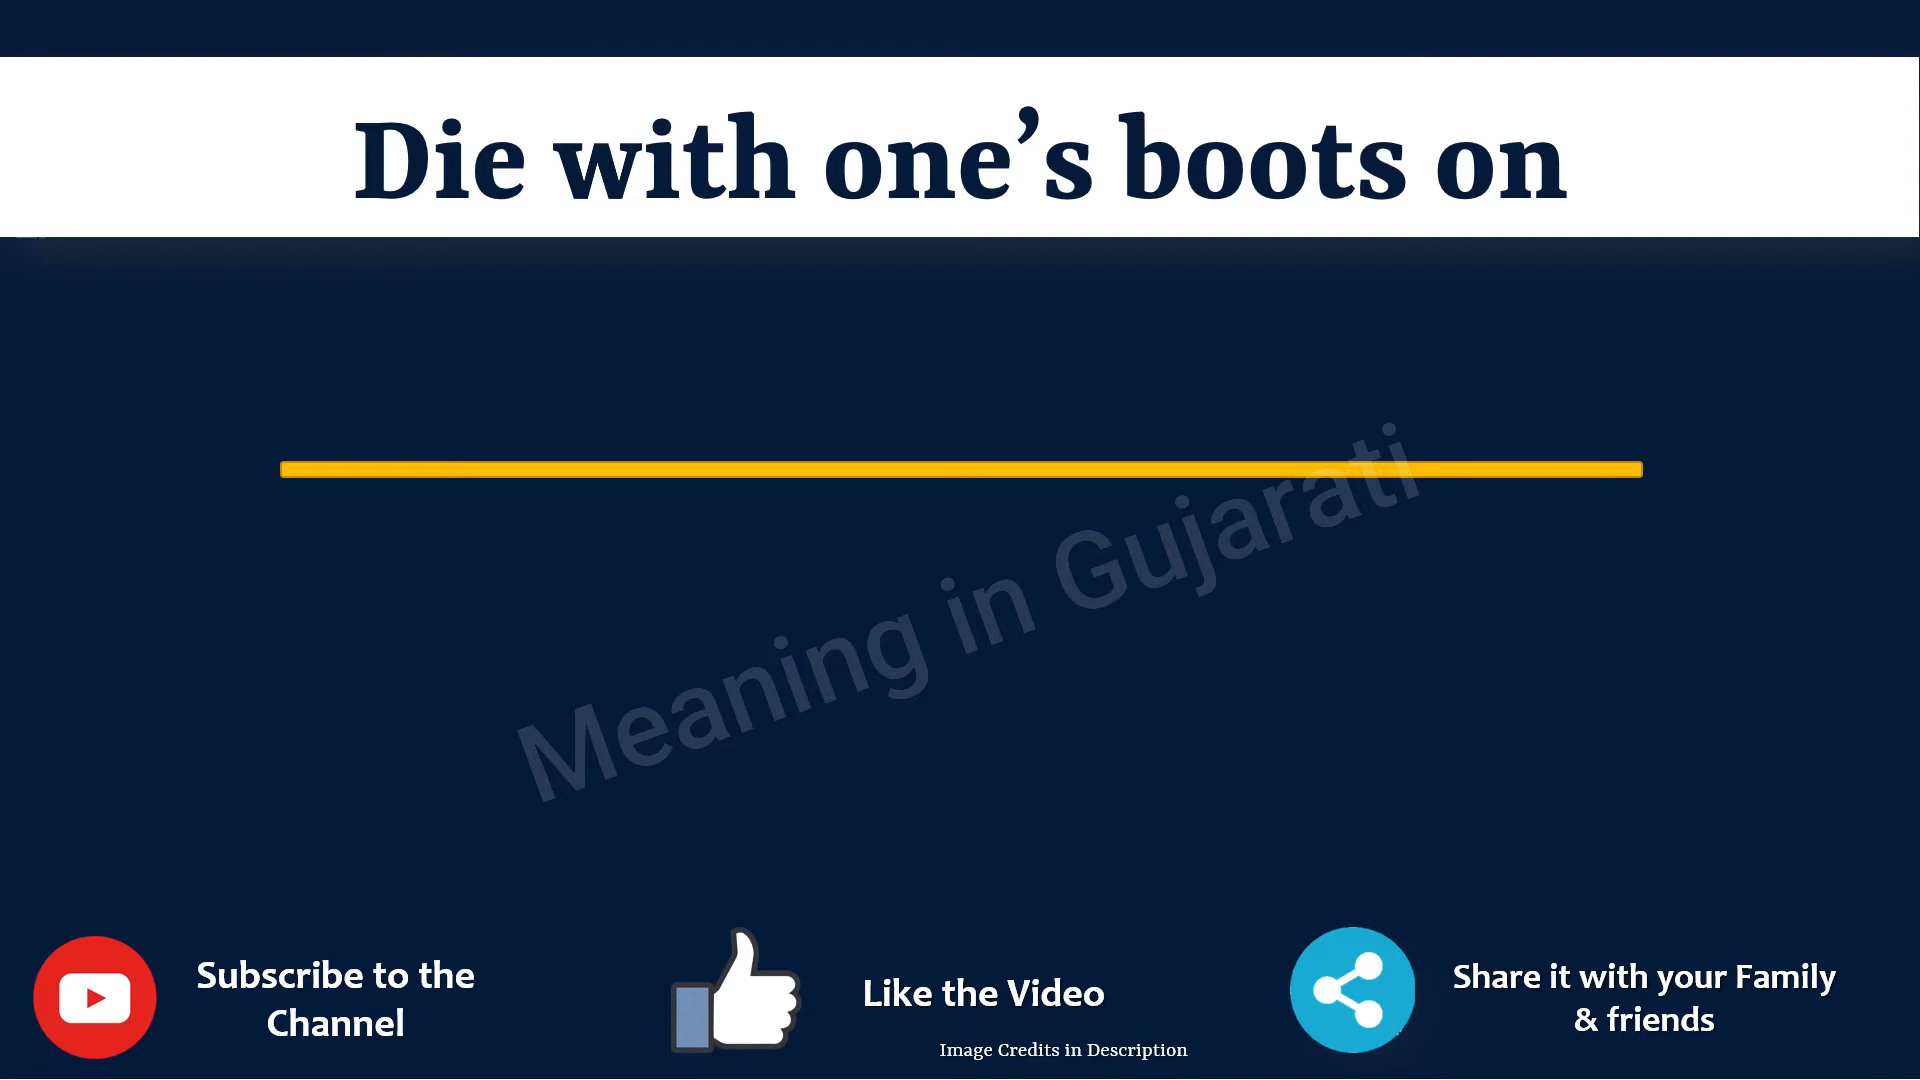 Die with one’s boots on
Meaning in Gujarati
Subscribe to the
Channel
Like the Video
Image Credits in Description
Share it with your Family
& friends